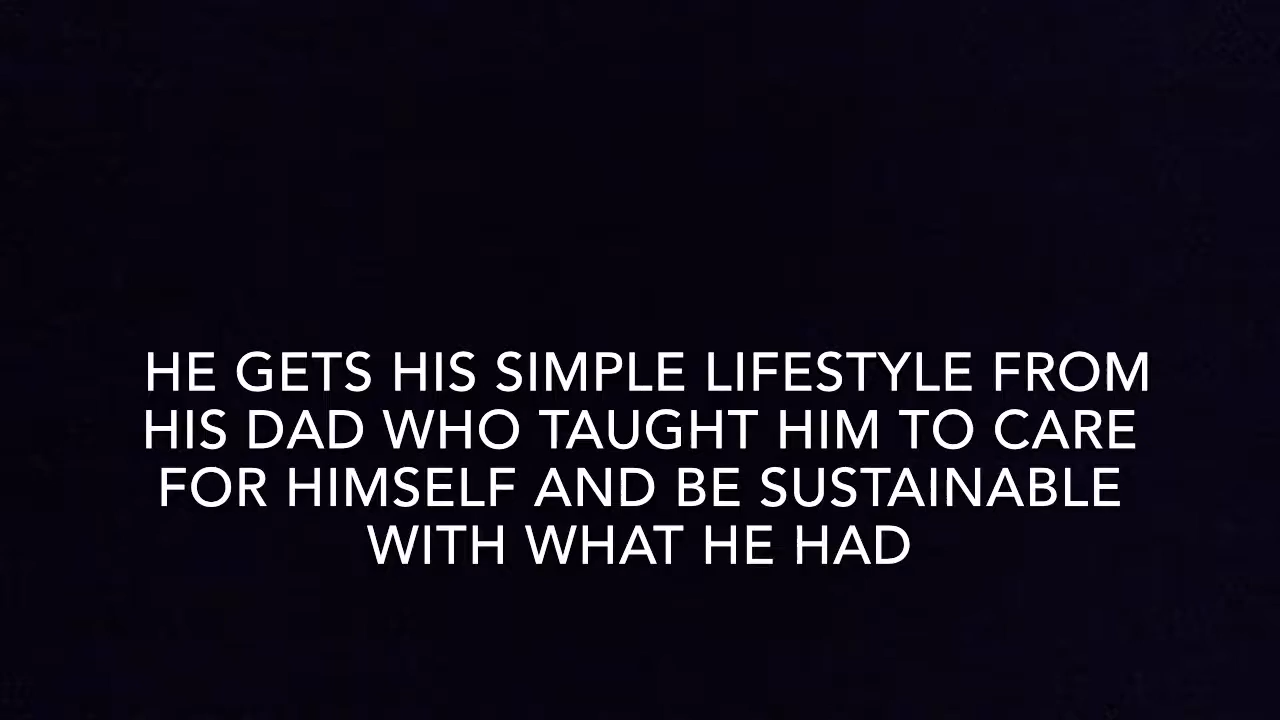 HE GETS HIS SIMPLE LIFESTYLE FROM
HIS DAD WHO TAUGHT HIM TO CARE
FOR HIMSELF AND BE SUSTAINABLE
WITH WHAT HE HAD